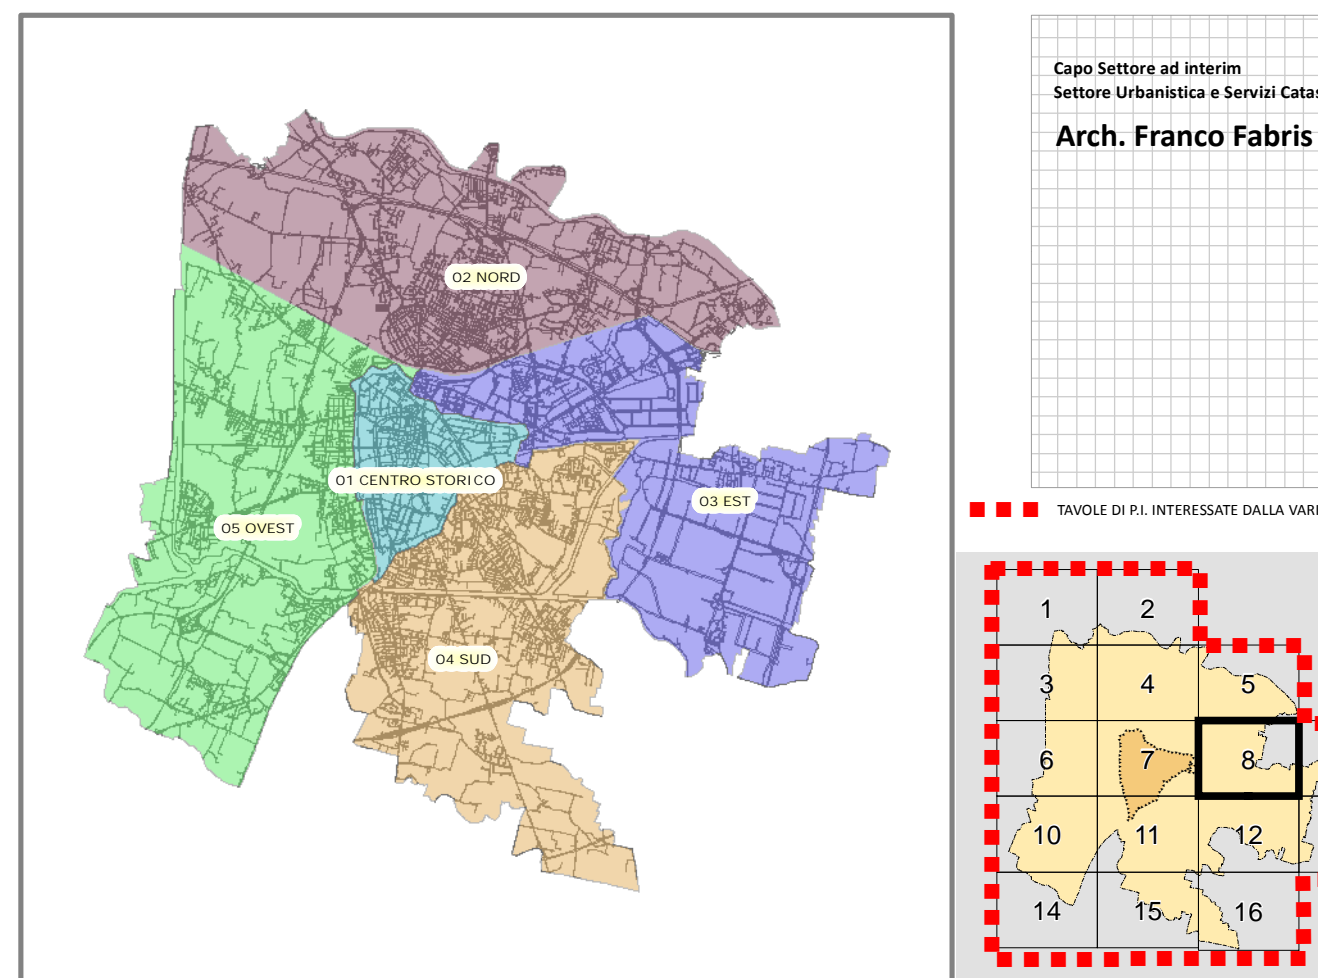 02 NORD
01 CENTRO STORICO
03 EST
05 OVEST
04 SUD
Capo Settore ad interim
Settore Urbanistica e Servizi Catas
Arch. Franco Fabris
TAVOLE DI P.I. INTERESSATE DALLA VARI
1 2
3 4 5
6 7 8
10 11 12
14 15 16